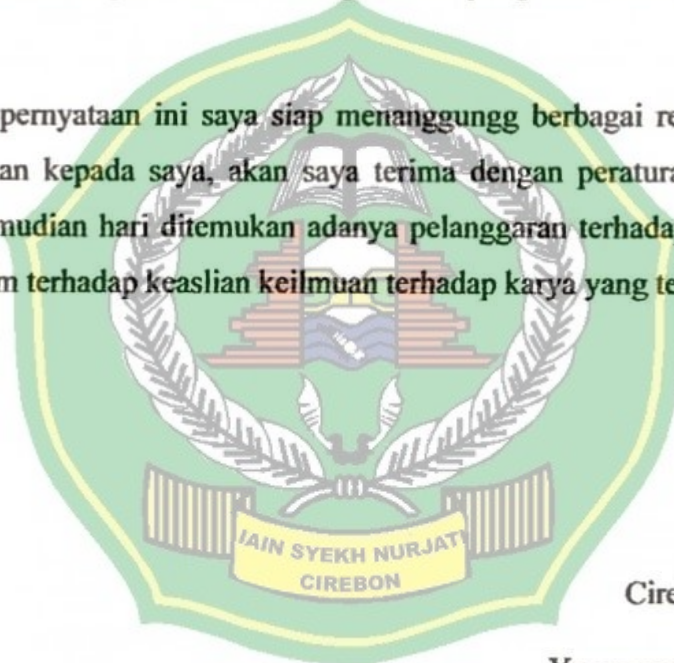 pernyataan ini saya siap menanggungg berbagai re
an kepada saya, akan saya terima dengan peratura
mudian hari ditemukan adanya pelanggaran terhada
m terhadap keaslian keilmuan terhadap karya yang te
IAIN SYEKH NURJATI
CIREBON
Cire